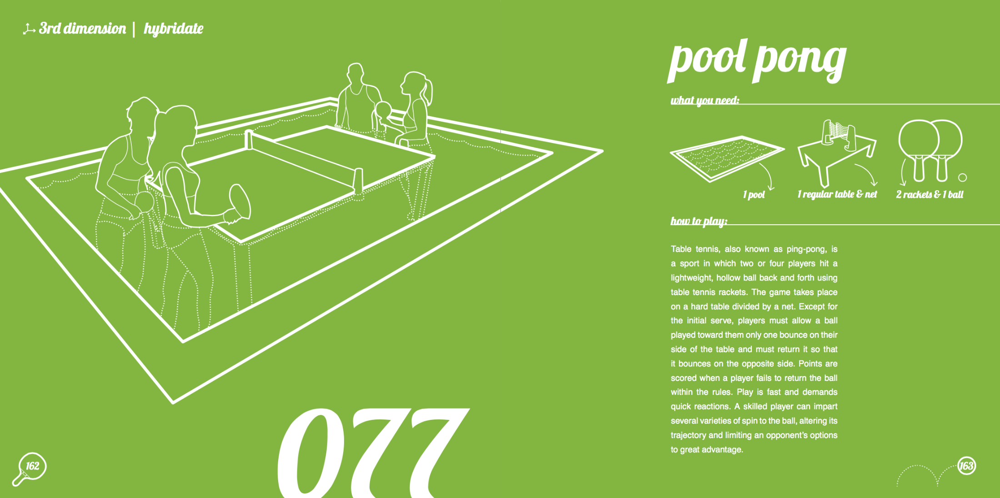 3rd dimension | hybridate
077
162
pool pong
what you need:
1 pool
1 regular table & net
2 rackets & 1 ball
how to play:
Table tennis, also known as ping-pong, is
a sport in which two or four players hit a
lightweight, hollow ball back and forth using
table tennis rackets. The game takes place
on a hard table divided by a net. Except for
the initial serve, players must allow a ball
played toward them only one bounce on their
side of the table and must return it so that
it bounces on the opposite side. Points are
scored when a player fails to return the ball
within the rules. Play is fast and demands
quick reactions. A skilled player can impart
several varieties of spin to the ball, altering its
trajectory and limiting an opponent’s options
to great advantage.
163